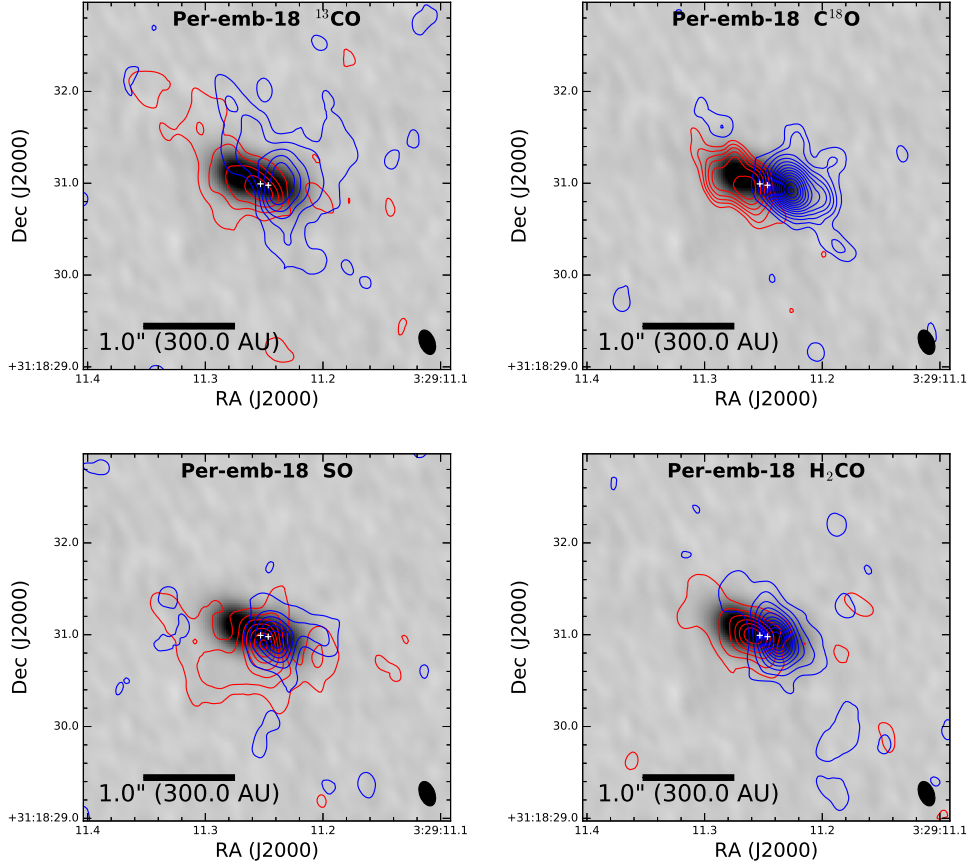 Per-emb-18 ¹³CO
Dec (J2000)
32.0
31.0
30.0
+31:18:29.0
1.0" (300.0 AU)
11.4 11.3 11.2 3:29:11.1
RA (J2000)
Per-emb-18 C¹⁸O
Dec (J2000)
32.0
31.0
30.0
+31:18:29.0
1.0" (300.0 AU)
11.4 11.3 11.2 3:29:11.1
RA (J2000)
Per-emb-18 SO
Dec (J2000)
32.0
31.0
30.0
+31:18:29.0
1.0" (300.0 AU)
11.4 11.3 11.2 3:29:11.1
RA (J2000)
Per-emb-18 H₂CO
Dec (J2000)
32.0
31.0
30.0
+31:18:29.0
1.0" (300.0 AU)
11.4 11.3 11.2 3:29:11.1
RA (J2000)